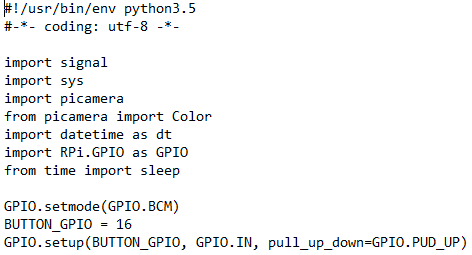 #!/usr/bin/env python3.5
#-*- coding: utf-8 -*-
import signal
import sys
import picamera
from picamera import Color
import datetime as dt
import RPi.GPIO as GPIO
from time import sleep
GPIO.setmode(GPIO.BCM)
BUTTON_GPIO = 16
GPIO.setup(BUTTON_GPIO, GPIO.IN, pull_up_down=GPIO.PUD_UP)